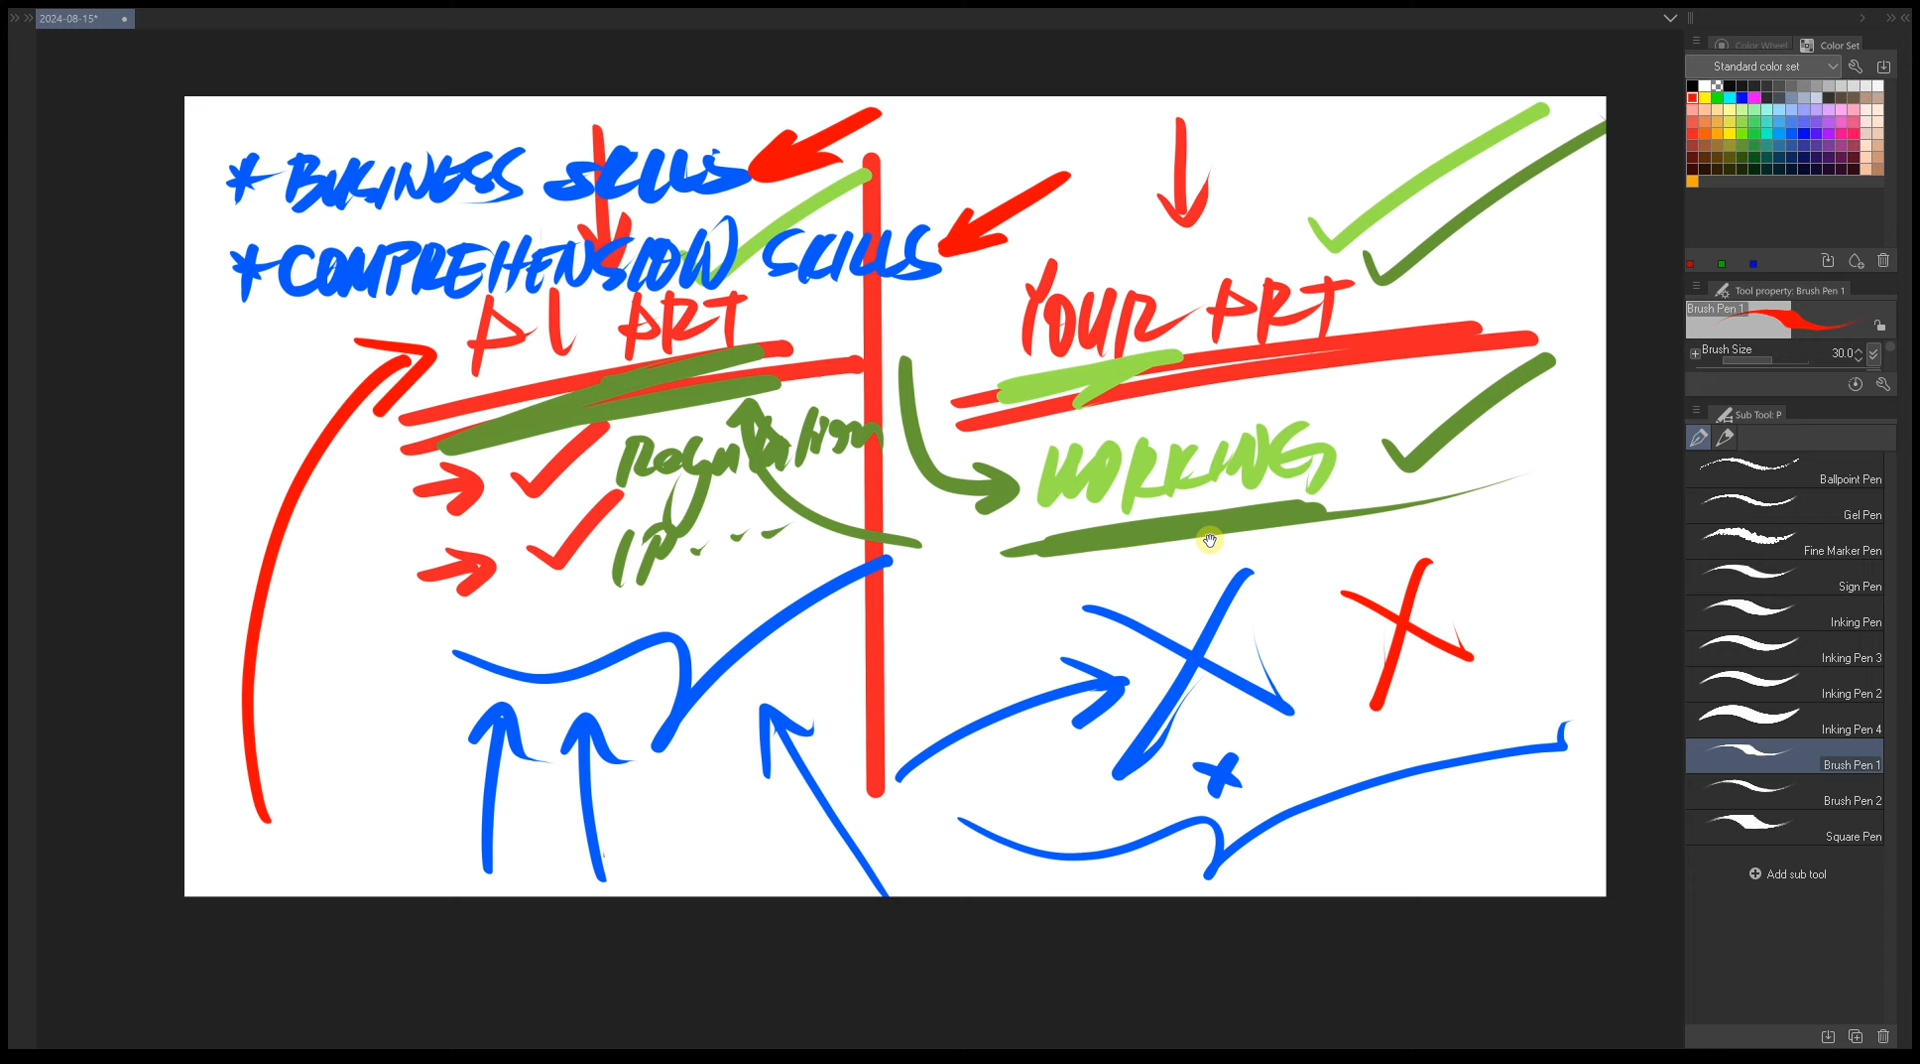 2024-08-15*
Color Wheel
Color Set
Standard color set
* BUSINESS SKILLS
* COMPREHENSION SKILLS
AI ART
YOUR ART
Regulation
IP....
WORKING
Tool property: Brush Pen 1
Brush Pen 1
Brush Size 30.0
Sub Tool: P
Ballpoint Pen
Gel Pen
Fine Marker Pen
Sign Pen
Inking Pen
Inking Pen 3
Inking Pen 2
Inking Pen 4
Brush Pen 1
Brush Pen 2
Square Pen
Add sub tool